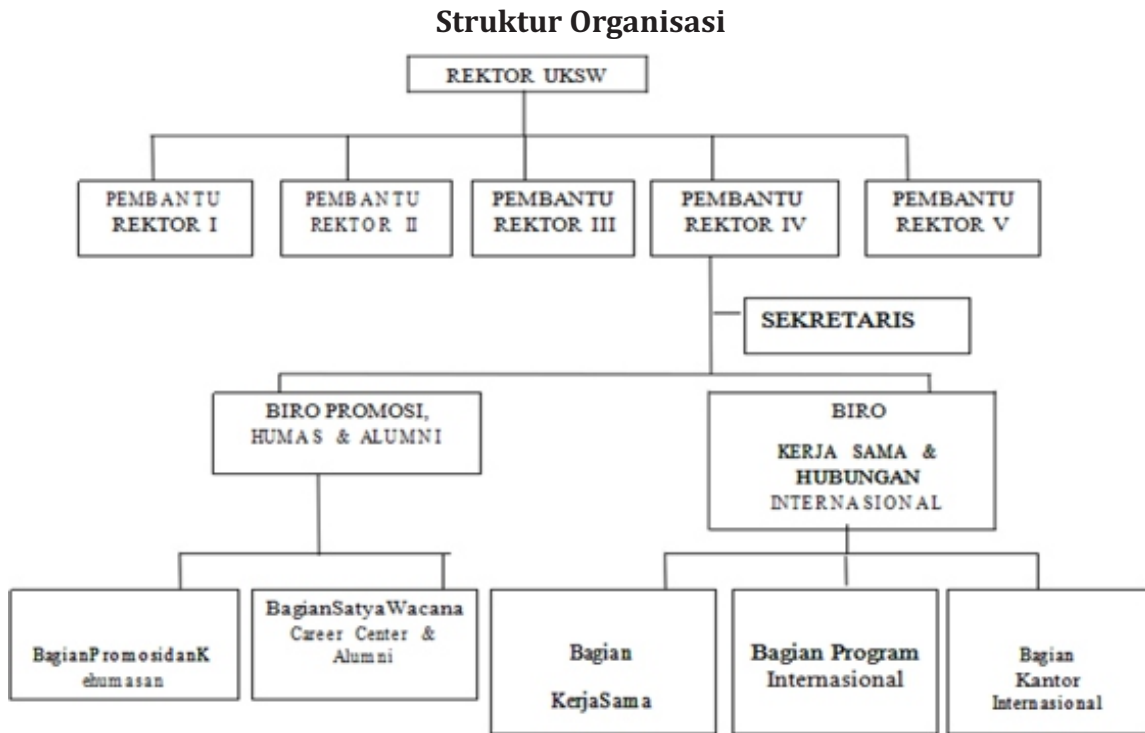 Struktur Organisasi
REKTOR UKSW
PEMBANTU
REKTOR I
PEMBANTU
REKTOR II
PEMBANTU
REKTOR III
PEMBANTU
REKTOR IV
PEMBANTU
REKTOR V
SEKRETARIS
BIRO PROMOSI,
HUMAS & ALUMNI
BIRO
KERJA SAMA &
HUBUNGAN
INTERNASIONAL
BagianPromosidanK
ehumasan
BagianSatyaWacana
Career Center &
Alumni
Bagian
KerjaSama
Bagian Program
Internasional
Bagian
Kantor
Internasional